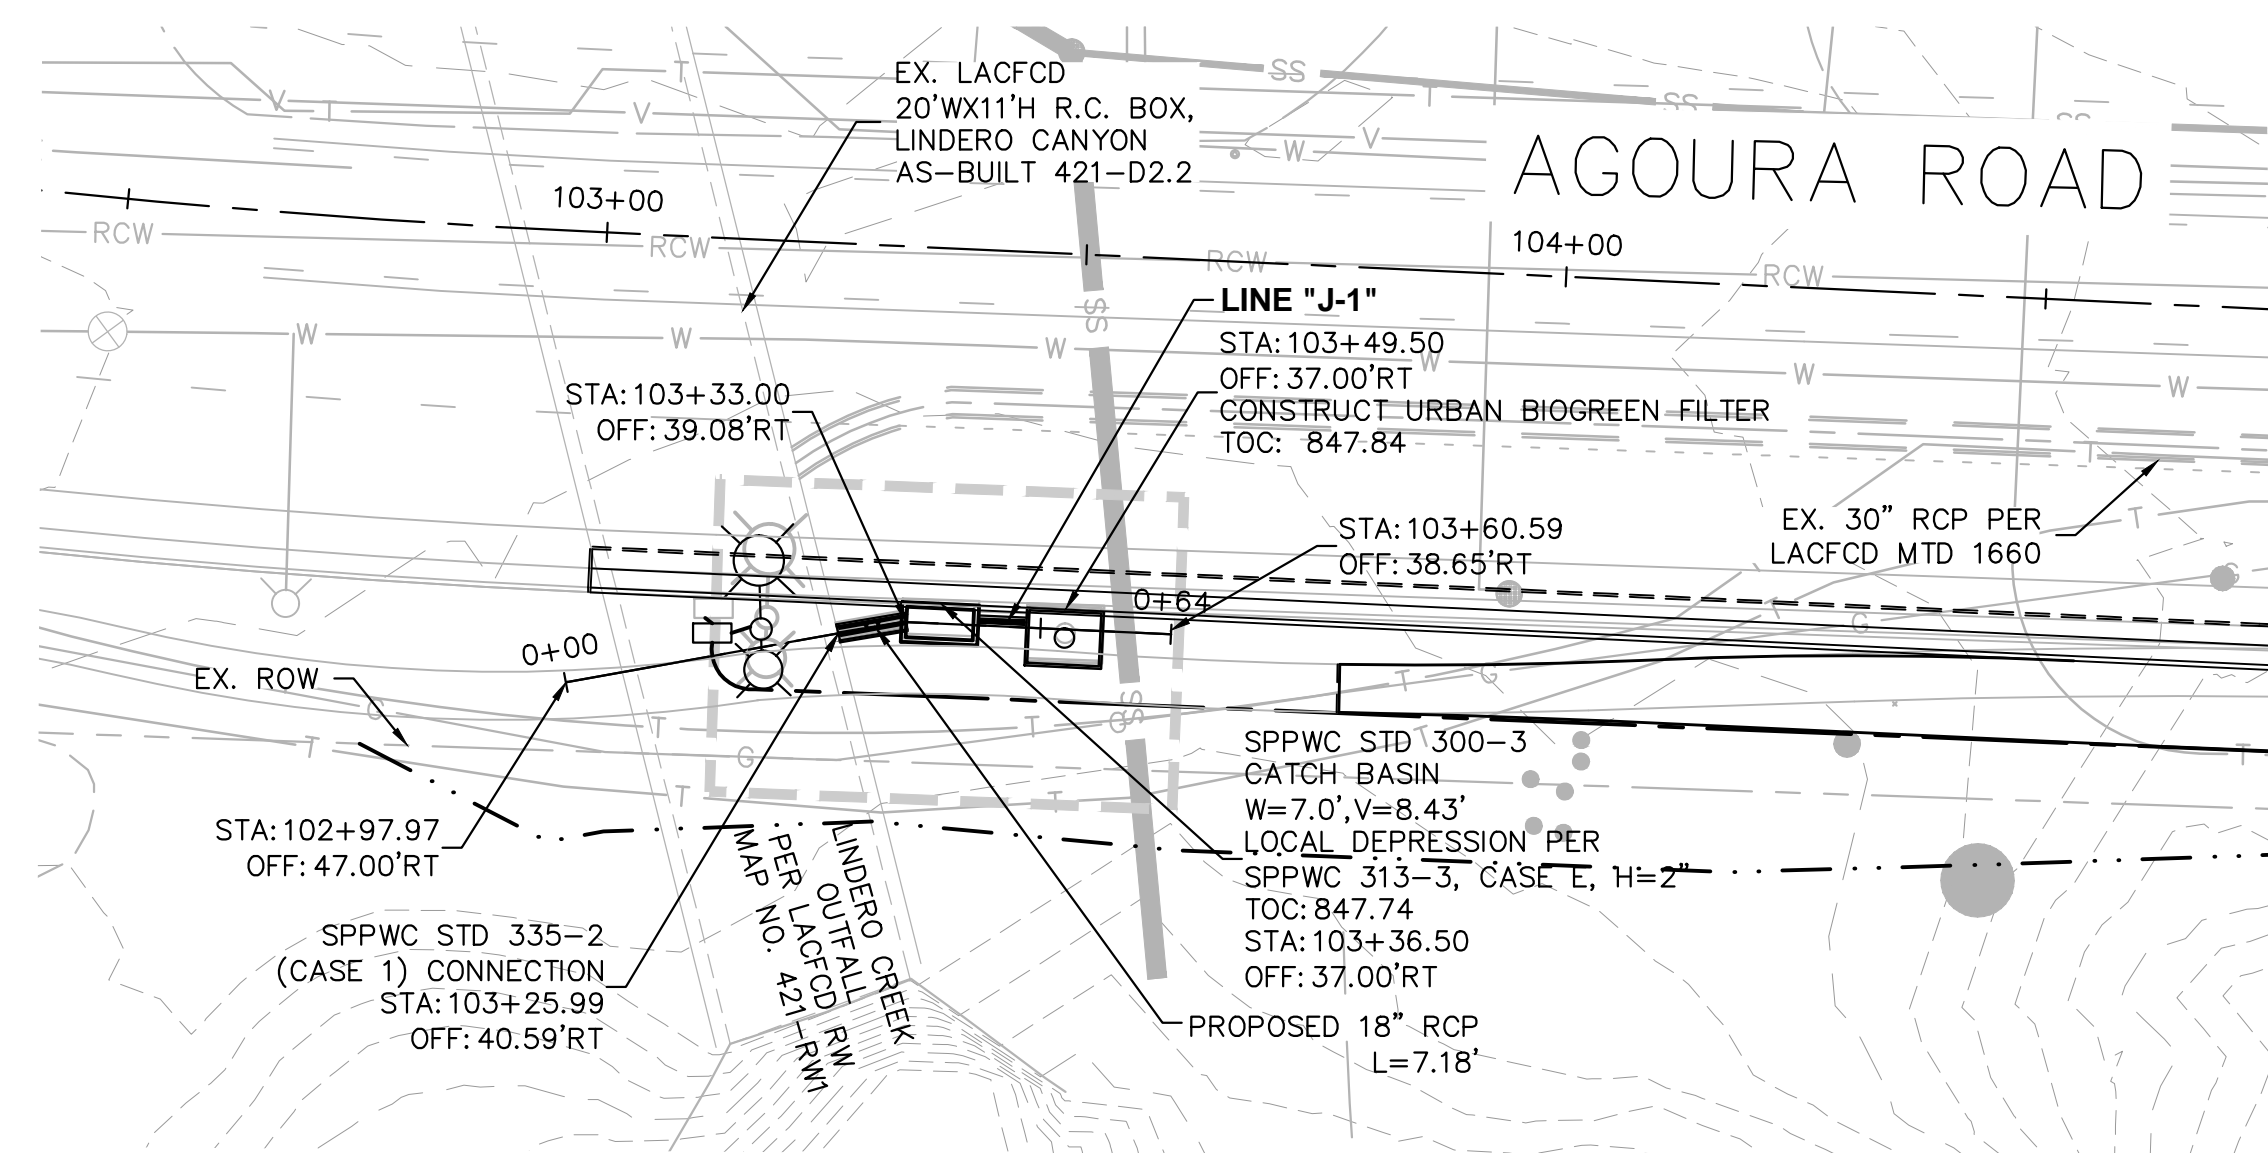 EX. LACFCD
20'WX11'H R.C. BOX,
LINDERO CANYON
AS-BUILT 421-D2.2
AGOURA ROAD
103+00
104+00
LINE "J-1"
STA:103+49.50
OFF:37.00'RT
CONSTRUCT URBAN BIOGREEN FILTER
TOC: 847.84
STA:103+33.00
OFF:39.08'RT
STA:103+60.59
OFF:38.65'RT
EX. 30" RCP PER
LACFCD MTD 1660
0+64
0+00
EX. ROW
STA:102+97.97
OFF:47.00'RT
SPPWC STD 335-2
(CASE 1) CONNECTION
STA:103+25.99
OFF:40.59'RT
LINDERO CREEK
OUTFALL
PER LACFCD RW
MAP NO. 421-RW1
SPPWC STD 300-3
CATCH BASIN
W=7.0',V=8.43'
LOCAL DEPRESSION PER
SPPWC 313-3, CASE E, H=2"
TOC:847.74
STA:103+36.50
OFF:37.00'RT
PROPOSED 18" RCP
L=7.18'
V
T
V
T
SS
T
SS
SS
W
V
RCW
RCW
RCW
RCW
W
W
W
W
W
W
SS
T
T
T
G
G
T
G
T
G
T
T
G
SS
T
G
T
T
T
T